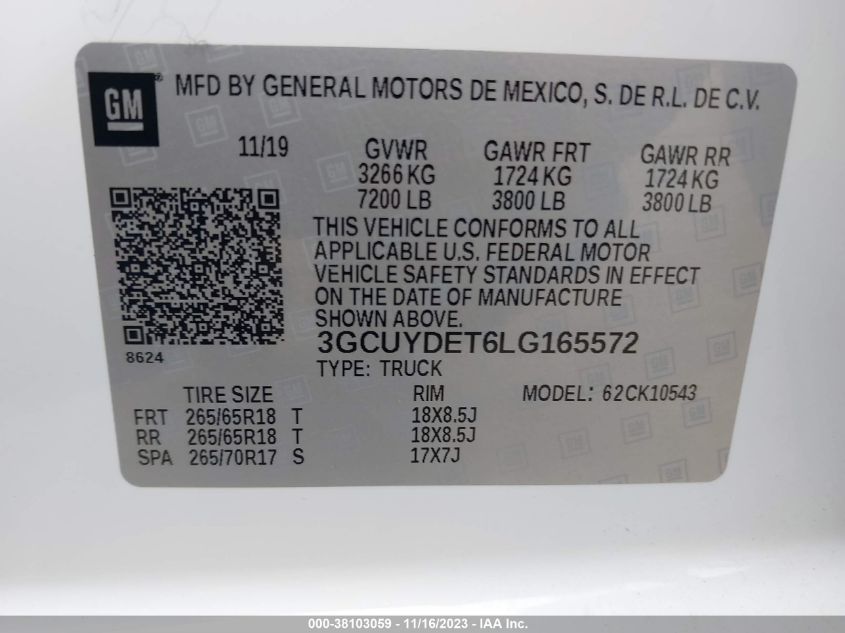 GM ® MFD BY GENERAL MOTORS DE MEXICO, S. DE R.L. DE C.V.
11/19 GVWR GAWR FRT GAWR RR
3266 KG 1724 KG 1724 KG
7200 LB 3800 LB 3800 LB
THIS VEHICLE CONFORMS TO ALL
APPLICABLE U.S. FEDERAL MOTOR
VEHICLE SAFETY STANDARDS IN EFFECT
ON THE DATE OF MANUFACTURE
SHOWN ABOVE.
8624
3GCUYDET6LG165572
TYPE: TRUCK
TIRE SIZE RIM MODEL: 62CK10543
FRT 265/65R18 T 18X8.5J
RR 265/65R18 T 18X8.5J
SPA 265/70R17 S 17X7J
000-38103059 - 11/16/2023 - IAA Inc.